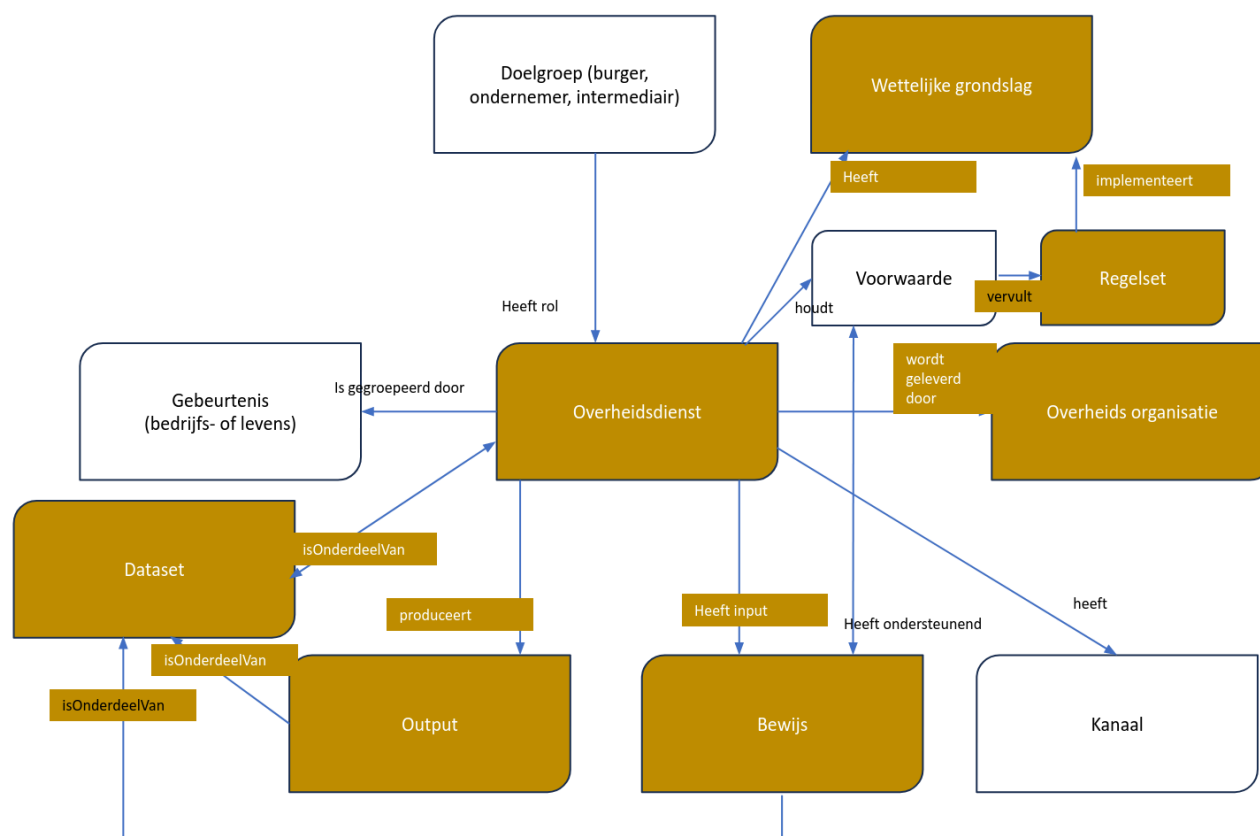 Doelgroep (burger,
ondernemer, intermediair)
Wettelijke grondslag
Heeft
implementeert
Voorwaarde
Regelset
vervult
houdt
Heeft rol
wordt
geleverd
door
Is gegroepeerd door
Gebeurtenis
(bedrijfs- of levens)
Overheidsdienst
Overheids organisatie
isOnderdeelVan
Dataset
produceert
Heeft input
heeft
Heeft ondersteunend
isOnderdeelVan
isOnderdeelVan
Output
Bewijs
Kanaal